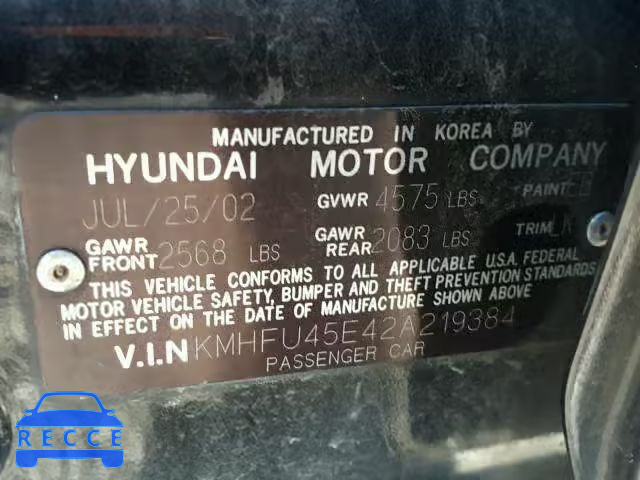 MANUFACTURED IN KOREA BY
HYUNDAI MOTOR COMPANY
JUL/25/02 GVWR 4575 LBS PAINT
GAWR FRONT 2568 LBS GAWR REAR 2083 LBS TRIM
THIS VEHICLE CONFORMS TO ALL APPLICABLE U.S.A. FEDERAL
MOTOR VEHICLE SAFETY, BUMPER AND THEFT PREVENTION STANDARDS
IN EFFECT ON THE DATE OF MANUFACTURE SHOWN ABOVE
V.I.N KMHFU45E42A219384
PASSENGER CAR
RECCE